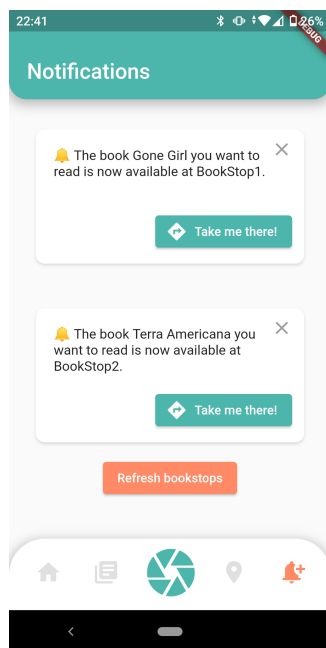 22:41
26%
DEBUG
Notifications
🔔 The book Gone Girl you want to
read is now available at BookStop1.
Take me there!
🔔 The book Terra Americana you
want to read is now available at
BookStop2.
Take me there!
Refresh bookstops